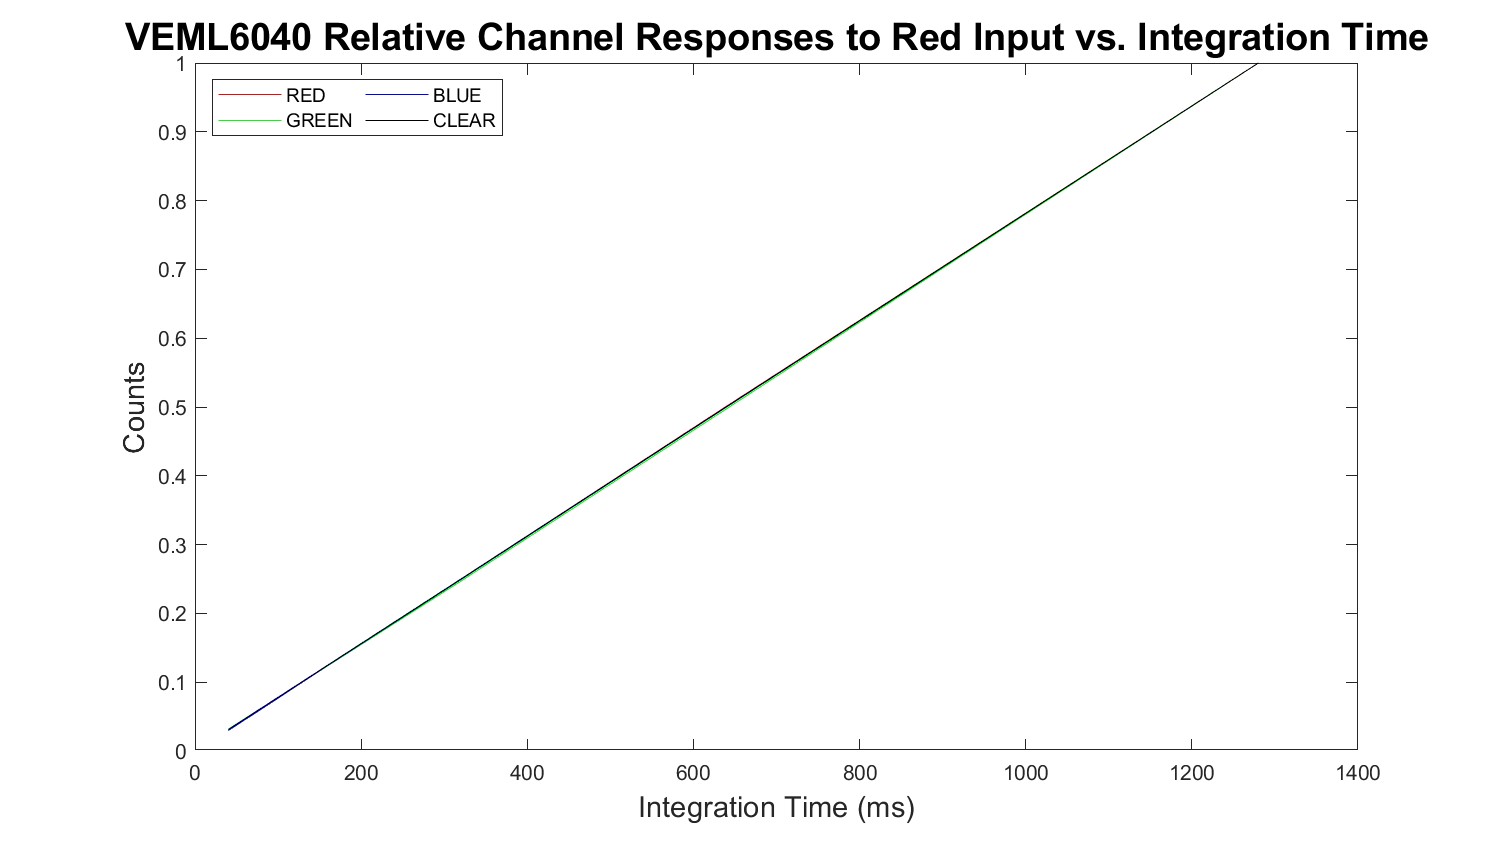 VEML6040 Relative Channel Responses to Red Input vs. Integration Time
RED BLUE
GREEN CLEAR
1
0.9
0.8
0.7
0.6
0.5
0.4
0.3
0.2
0.1
0
Counts
0 200 400 600 800 1000 1200 1400
Integration Time (ms)